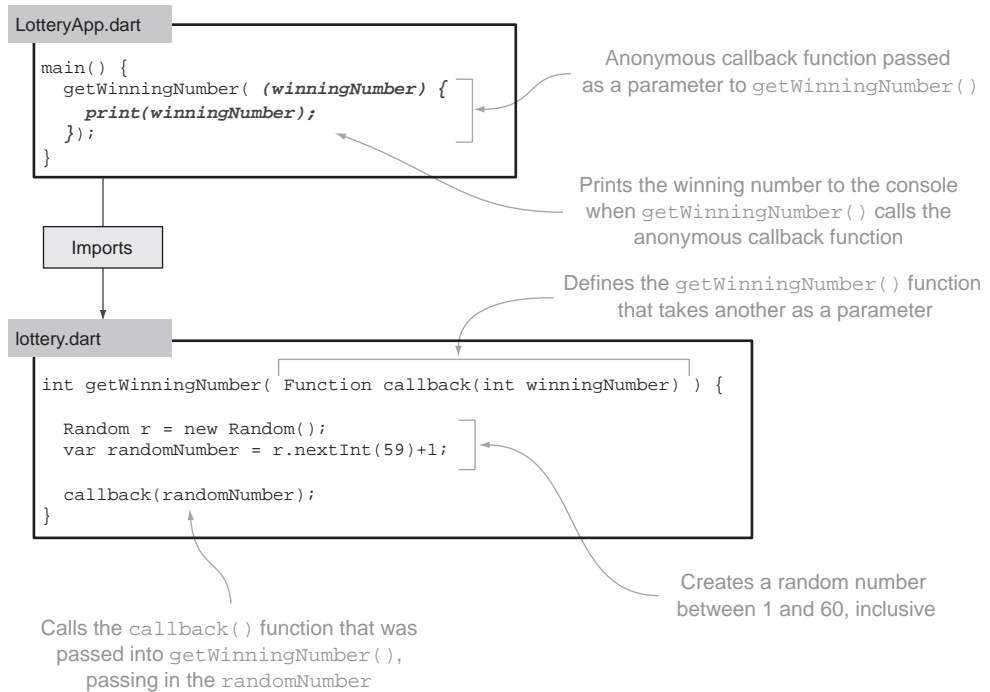 LotteryApp.dart
main() {
getWinningNumber( (winningNumber) {
print(winningNumber);
});
}
Anonymous callback function passed
as a parameter to getWinningNumber()
Prints the winning number to the console
when getWinningNumber() calls the
anonymous callback function
Imports
Defines the getWinningNumber() function
that takes another as a parameter
lottery.dart
int getWinningNumber( Function callback(int winningNumber) ) {
Random r = new Random();
var randomNumber = r.nextInt(59)+1;
callback(randomNumber);
}
Creates a random number
between 1 and 60, inclusive
Calls the callback() function that was
passed into getWinningNumber(),
passing in the randomNumber